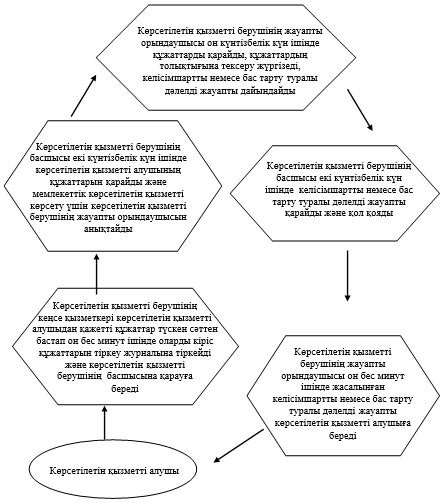 Көрсетілетін қызметті берушінің жауапты
орындаушысы он күнтізбелік күн ішінде
құжаттарды қарайды, құжаттардың
толықтығына тексеру жүргізеді,
келісімшартты немесе бас тарту туралы
дәлелді жауапты дайындайды
Көрсетілетін қызметті берушінің
басшысы екі күнтізбелік күн ішінде
көрсетілетін қызметті алушының
құжаттарын қарайды және
мемлекеттік көрсетілетін қызметті
көрсету үшін көрсетілетін қызметті
берушінің жауапты орындаушысын
анықтайды
Көрсетілетін қызметті берушінің
басшысы екі күнтізбелік күн
ішінде келісімшартты немесе бас
тарту туралы дәлелді жауапты
қарайды және қол қояды
Көрсетілетін қызметті берушінің
кеңсе қызметкері көрсетілетін қызметті
алушыдан қажетті құжаттар түскен сәттен
бастап он бес минут ішінде оларды кіріс
құжаттарын тіркеу журналына тіркейді
және көрсетілетін қызметті
берушінің басшысына қарауға
береді
Көрсетілетін қызметті
берушінің жауапты
орындаушысы он бес минут
ішінде жасалынған
келісімшартты немесе бас тарту
туралы дәлелді жауапты
көрсетілетін қызметті алушыға
береді
Көрсетілетін қызметті алушы